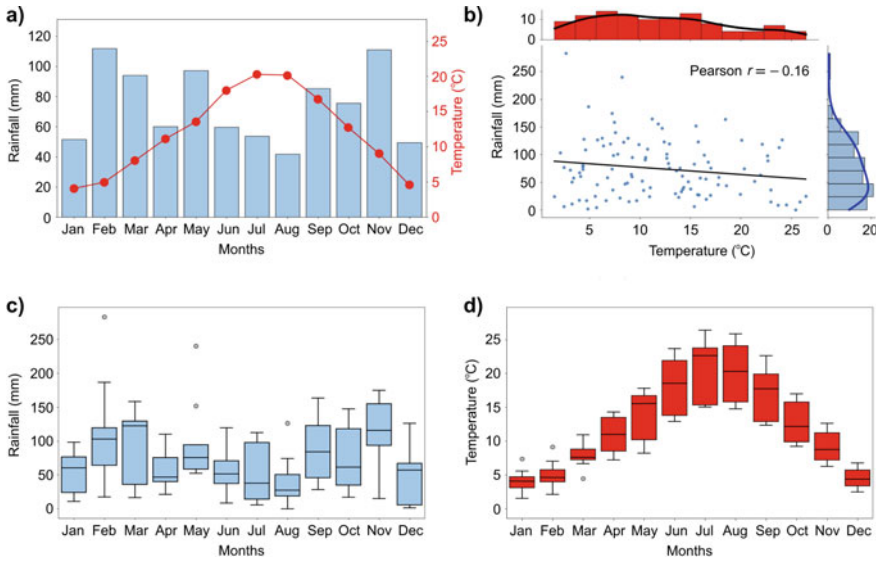 a)
120
100
80
60
40
20
0
Rainfall (mm)
25
20
15
10
5
0
Temperature (°C)
Jan Feb Mar Apr May Jun Jul Aug Sep Oct Nov Dec
Months
b)
10
0
250
200
150
100
50
0
Rainfall (mm)
Pearson r = − 0.16
5 10 15 20 25
Temperature (°C)
0 20
c)
250
200
150
100
50
0
Rainfall (mm)
Jan Feb Mar Apr May Jun Jul Aug Sep Oct Nov Dec
Months
d)
30
25
20
15
10
5
0
Temperature (°C)
Jan Feb Mar Apr May Jun Jul Aug Sep Oct Nov Dec
Months